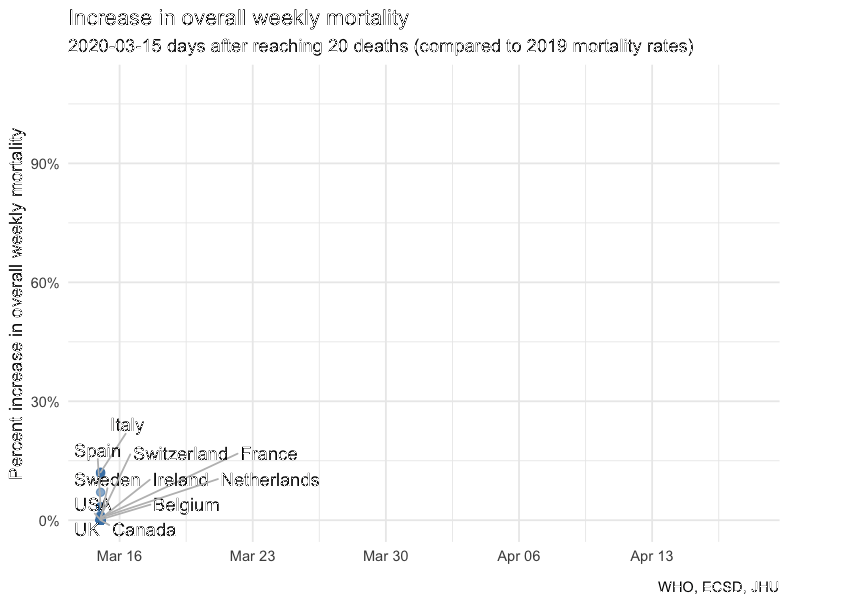 Increase in overall weekly mortality
2020-03-15 days after reaching 20 deaths (compared to 2019 mortality rates)
Percent increase in overall weekly mortality
90%
60%
30%
0%
Italy
Spain Switzerland France
Sweden Ireland Netherlands
USA Belgium
UK Canada
Mar 16 Mar 23 Mar 30 Apr 06 Apr 13
WHO, ECSD, JHU